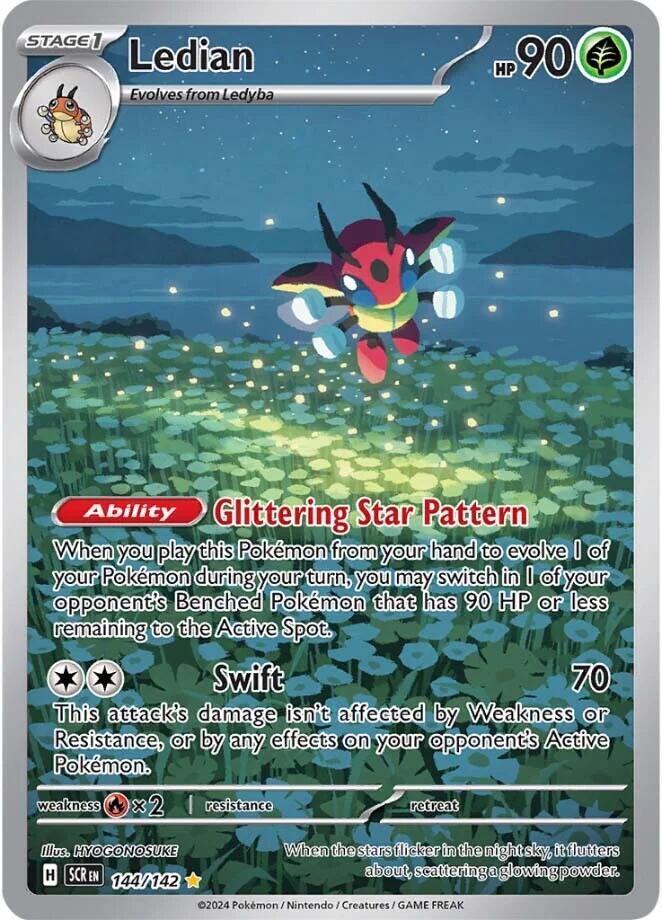 STAGE1
Ledian
HP 90
Evolves from Ledyba
Ability Glittering Star Pattern
When you play this Pokémon from your hand to evolve 1 of
your Pokémon during your turn, you may switch in 1 of your
opponent's Benched Pokémon that has 90 HP or less
remaining to the Active Spot.
Swift 70
This attack's damage isn't affected by Weakness or
Resistance, or by any effects on your opponent's Active
Pokémon.
weakness ×2 resistance retreat
Illus. HYOGONOSUKE
H SCR EN 144/142
When the stars flicker in the night sky, it flutters
about, scattering a glowing powder.
©2024 Pokémon / Nintendo / Creatures / GAME FREAK